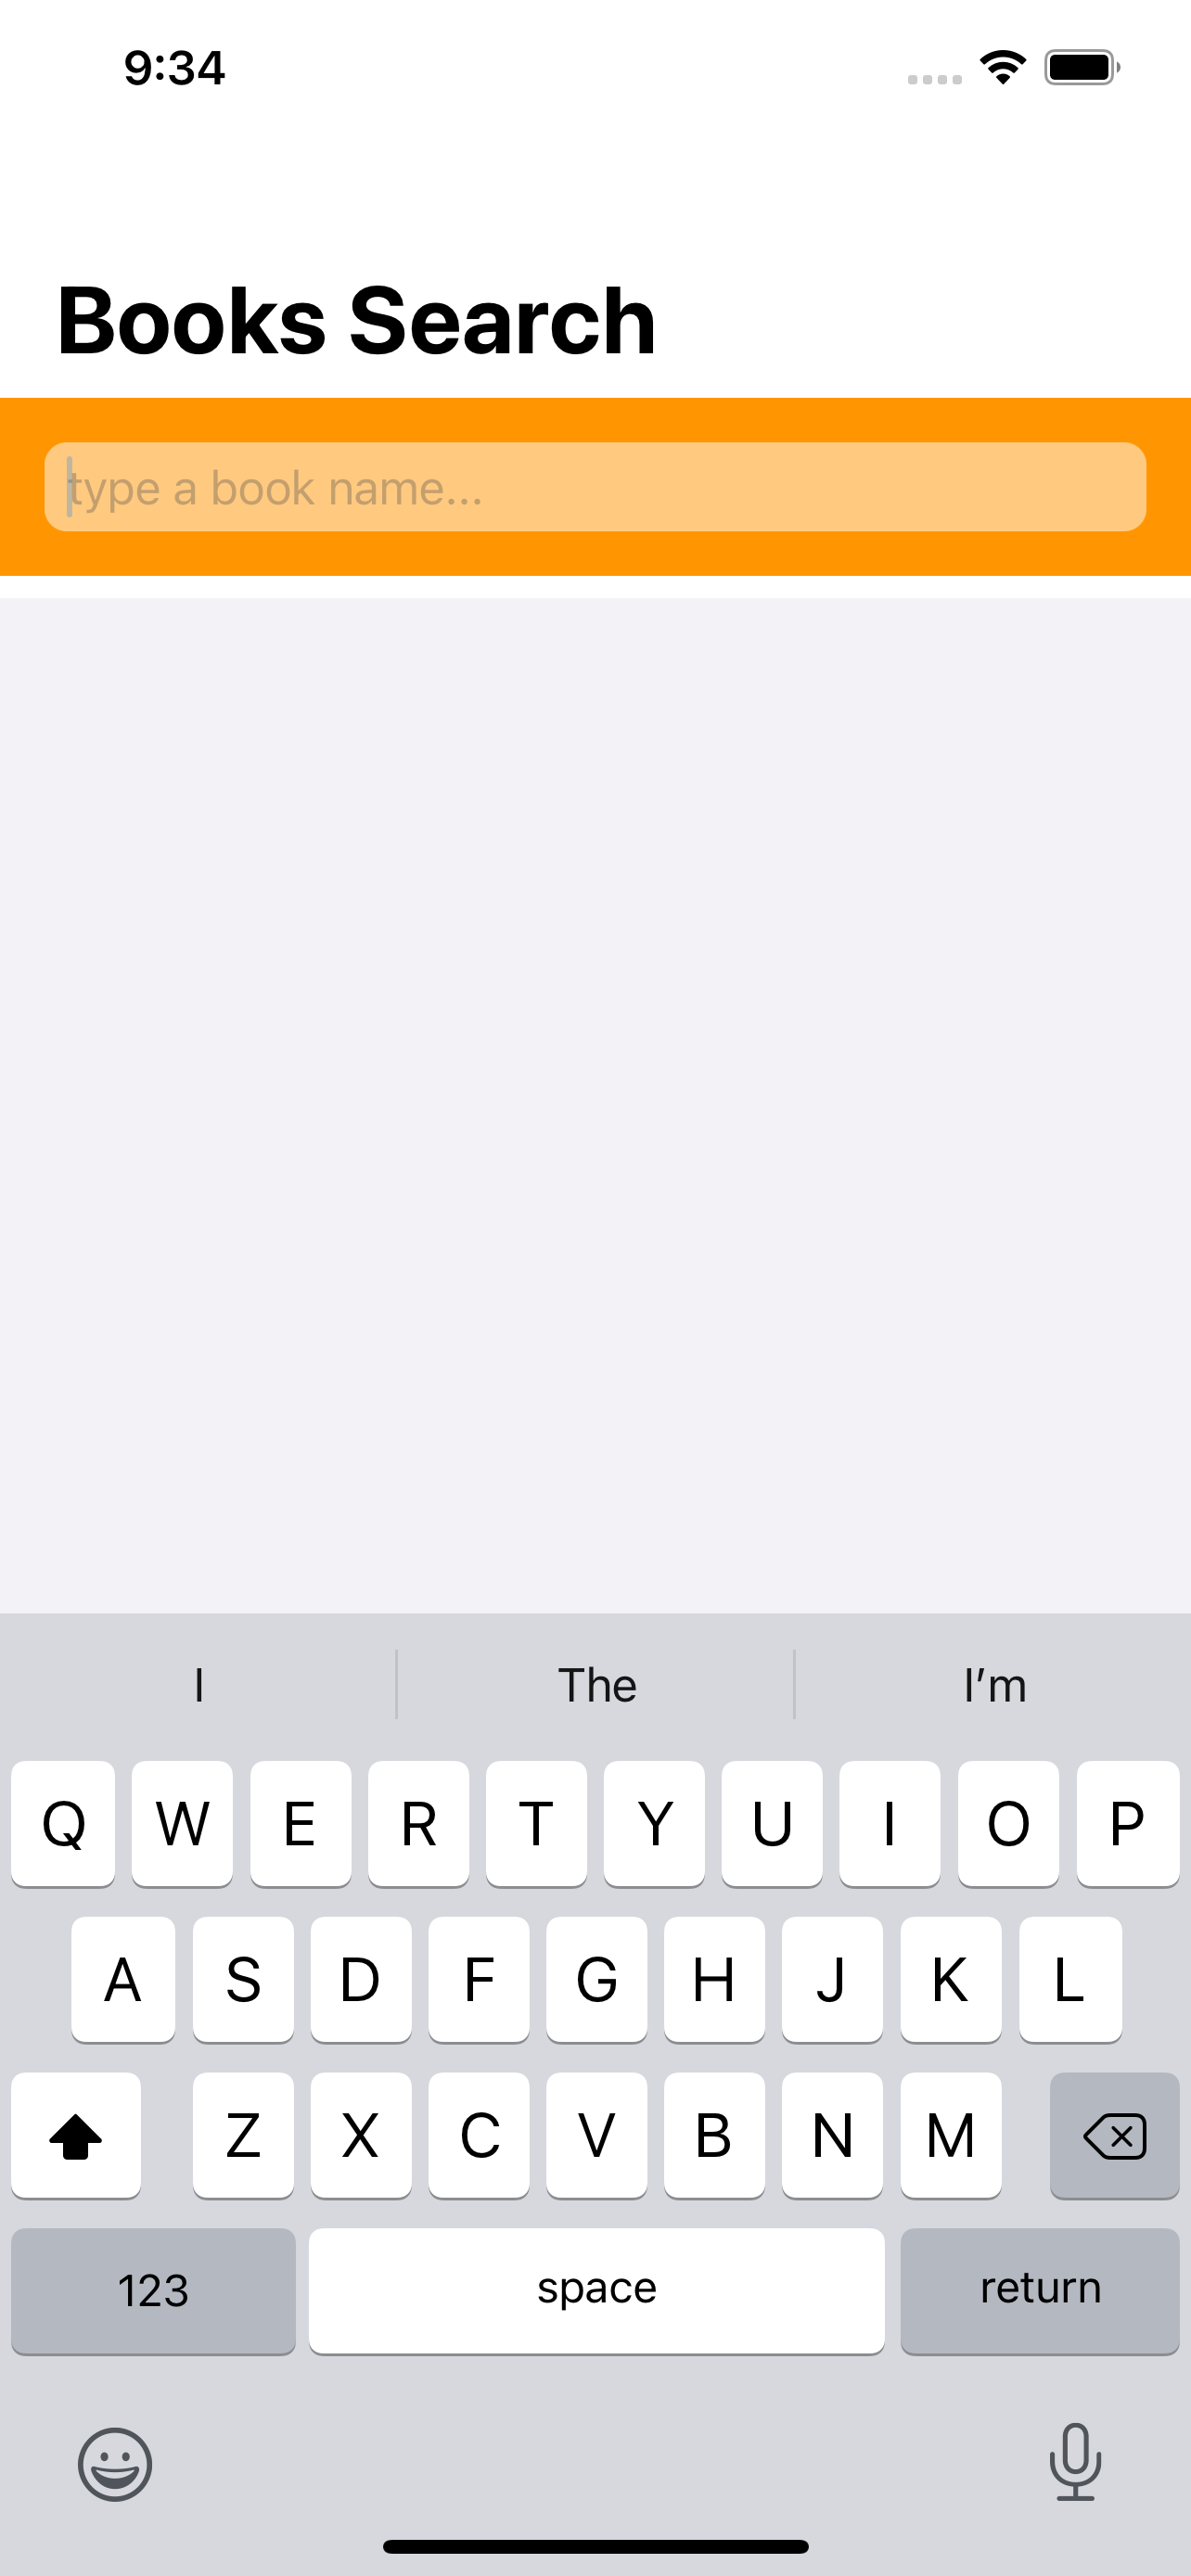 9:34
Books Search
type a book name...
I The I'm
Q W E R T Y U I O P
A S D F G H J K L
Z X C V B N M
123 space return